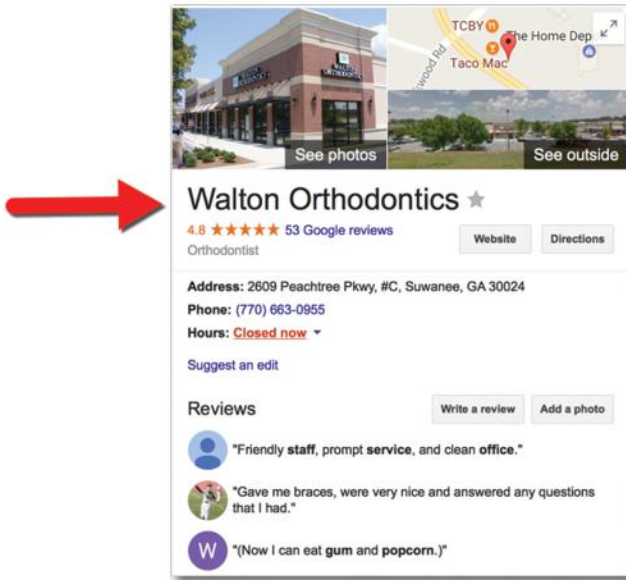 TCBY
The Home Dep
Taco Mac
WALTON
ORTHODONTICS
See photos
See outside
Walton Orthodontics
4.8 ★★★★★ 53 Google reviews
Orthodontist
Website
Directions
Address: 2609 Peachtree Pkwy, #C, Suwanee, GA 30024
Phone: (770) 663-0955
Hours: Closed now
Suggest an edit
Reviews
Write a review
Add a photo
"Friendly staff, prompt service, and clean office."
"Gave me braces, were very nice and answered any questions
that I had."
W
"(Now I can eat gum and popcorn.)"